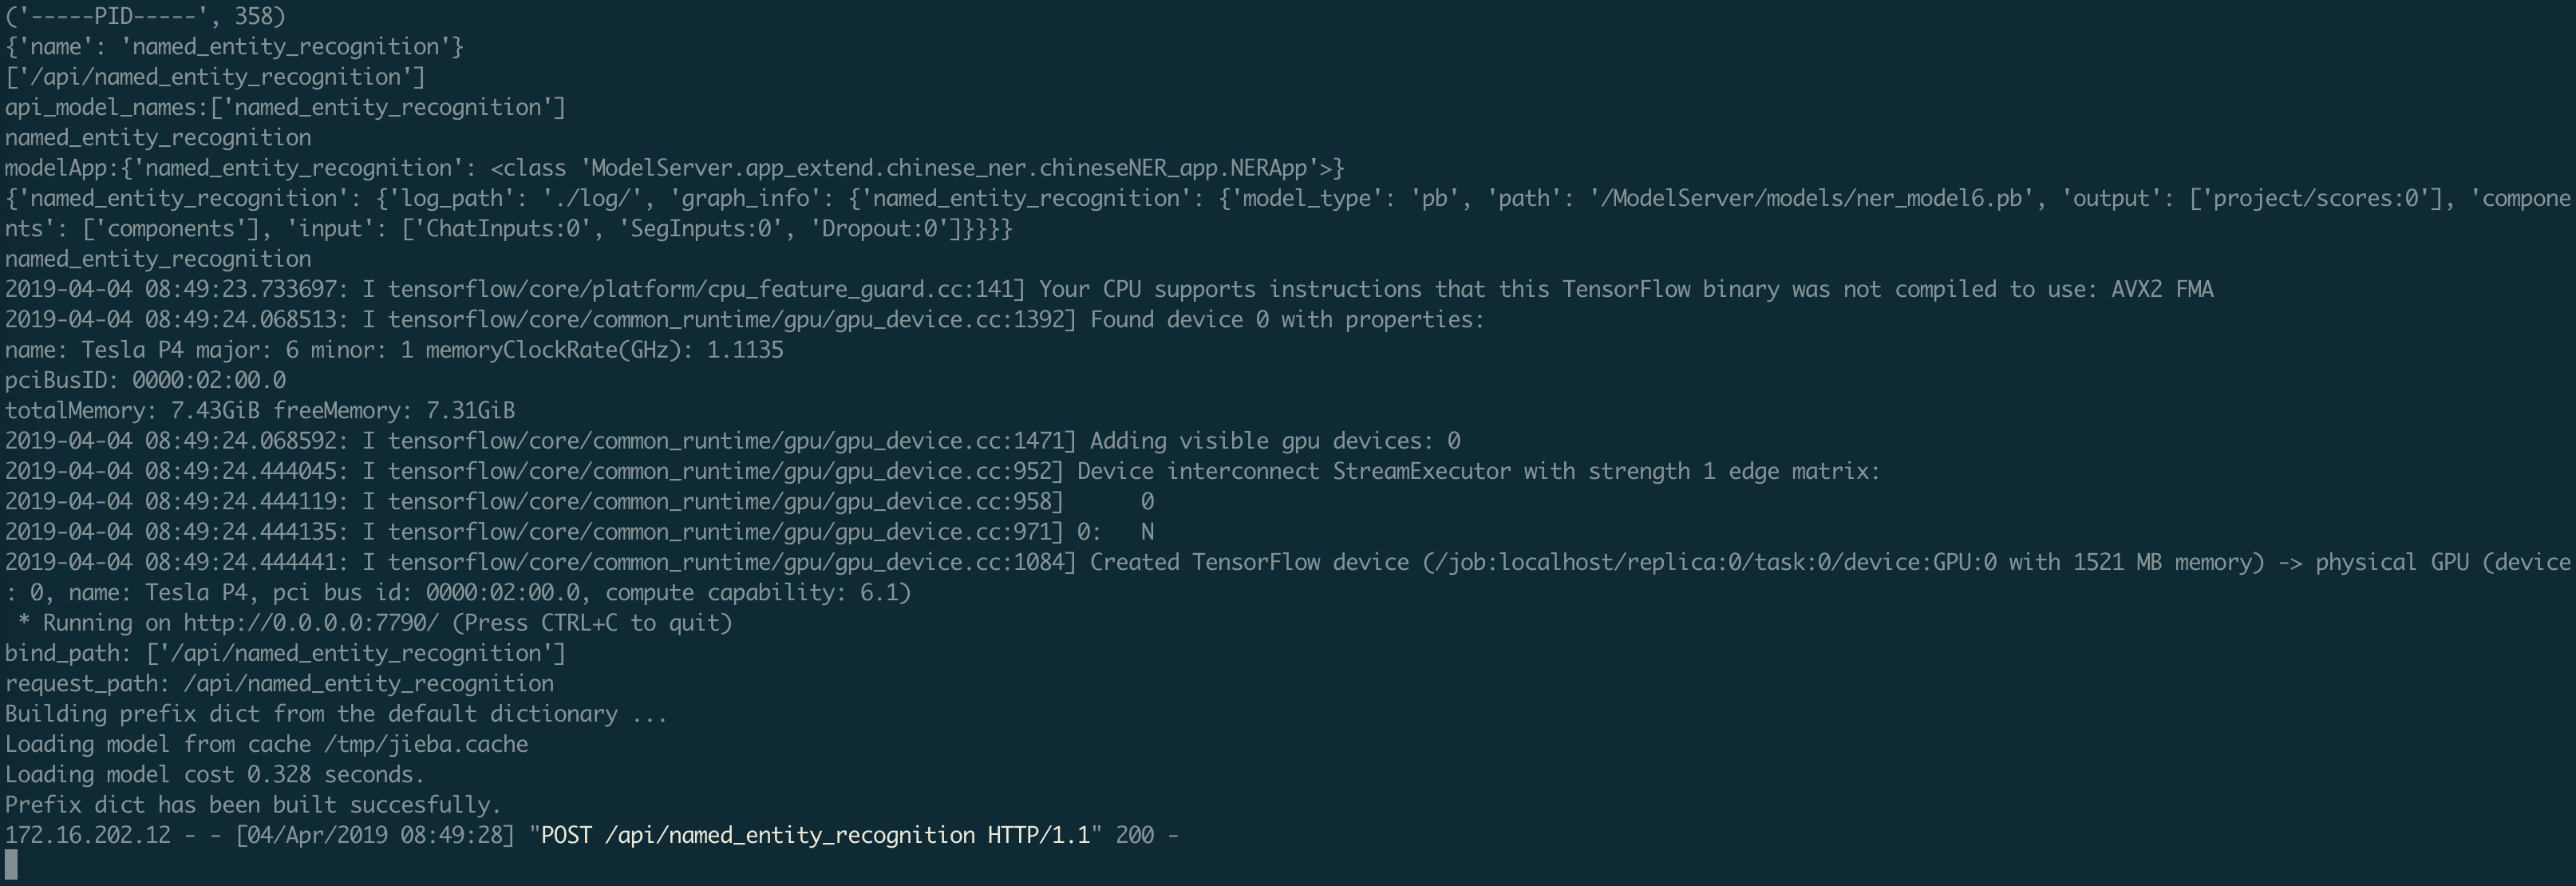 ('-----PID-----', 358)
{'name': 'named_entity_recognition'}
['/api/named_entity_recognition']
api_model_names:['named_entity_recognition']
named_entity_recognition
modelApp:{'named_entity_recognition': <class 'ModelServer.app_extend.chinese_ner.chineseNER_app.NERApp'>}
{'named_entity_recognition': {'log_path': './log/', 'graph_info': {'named_entity_recognition': {'model_type': 'pb', 'path': '/ModelServer/models/ner_model6.pb', 'output': ['project/scores:0'], 'compone
nts': ['components'], 'input': ['ChatInputs:0', 'SegInputs:0', 'Dropout:0']}}}}
named_entity_recognition
2019-04-04 08:49:23.733697: I tensorflow/core/platform/cpu_feature_guard.cc:141] Your CPU supports instructions that this TensorFlow binary was not compiled to use: AVX2 FMA
2019-04-04 08:49:24.068513: I tensorflow/core/common_runtime/gpu/gpu_device.cc:1392] Found device 0 with properties:
name: Tesla P4 major: 6 minor: 1 memoryClockRate(GHz): 1.1135
pciBusID: 0000:02:00.0
totalMemory: 7.43GiB freeMemory: 7.31GiB
2019-04-04 08:49:24.068592: I tensorflow/core/common_runtime/gpu/gpu_device.cc:1471] Adding visible gpu devices: 0
2019-04-04 08:49:24.444045: I tensorflow/core/common_runtime/gpu/gpu_device.cc:952] Device interconnect StreamExecutor with strength 1 edge matrix:
2019-04-04 08:49:24.444119: I tensorflow/core/common_runtime/gpu/gpu_device.cc:958]      0
2019-04-04 08:49:24.444135: I tensorflow/core/common_runtime/gpu/gpu_device.cc:971] 0:   N
2019-04-04 08:49:24.444441: I tensorflow/core/common_runtime/gpu/gpu_device.cc:1084] Created TensorFlow device (/job:localhost/replica:0/task:0/device:GPU:0 with 1521 MB memory) -> physical GPU (device
: 0, name: Tesla P4, pci bus id: 0000:02:00.0, compute capability: 6.1)
 * Running on http://0.0.0.0:7790/ (Press CTRL+C to quit)
bind_path: ['/api/named_entity_recognition']
request_path: /api/named_entity_recognition
Building prefix dict from the default dictionary ...
Loading model from cache /tmp/jieba.cache
Loading model cost 0.328 seconds.
Prefix dict has been built succesfully.
172.16.202.12 - - [04/Apr/2019 08:49:28] "POST /api/named_entity_recognition HTTP/1.1" 200 -